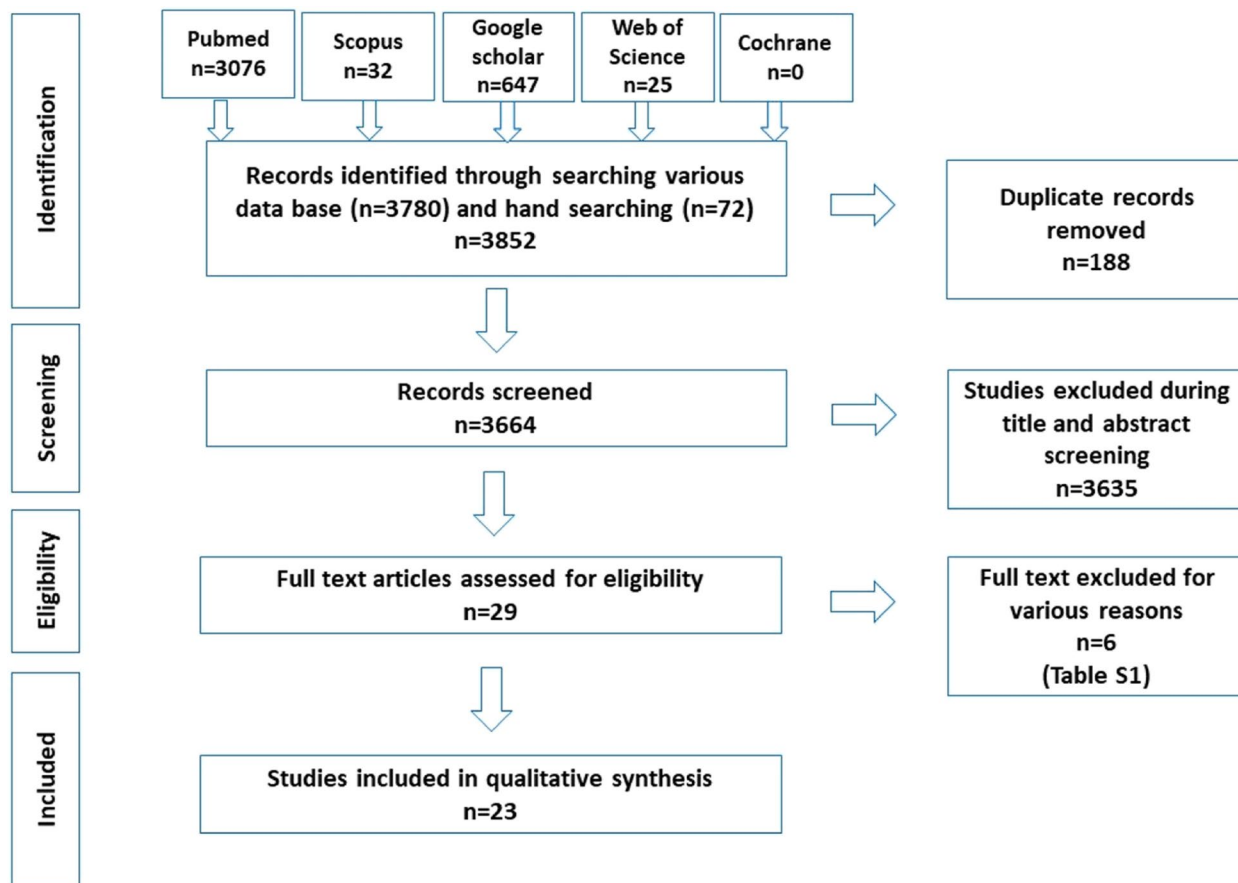 Identification
Pubmed
n=3076
Scopus
n=32
Google
scholar
n=647
Web of
Science
n=25
Cochrane
n=0
Records identified through searching various
data base (n=3780) and hand searching (n=72)
n=3852
Duplicate records
removed
n=188
Screening
Records screened
n=3664
Studies excluded during
title and abstract
screening
n=3635
Eligibility
Full text articles assessed for eligibility
n=29
Full text excluded for
various reasons
n=6
(Table S1)
Included
Studies included in qualitative synthesis
n=23